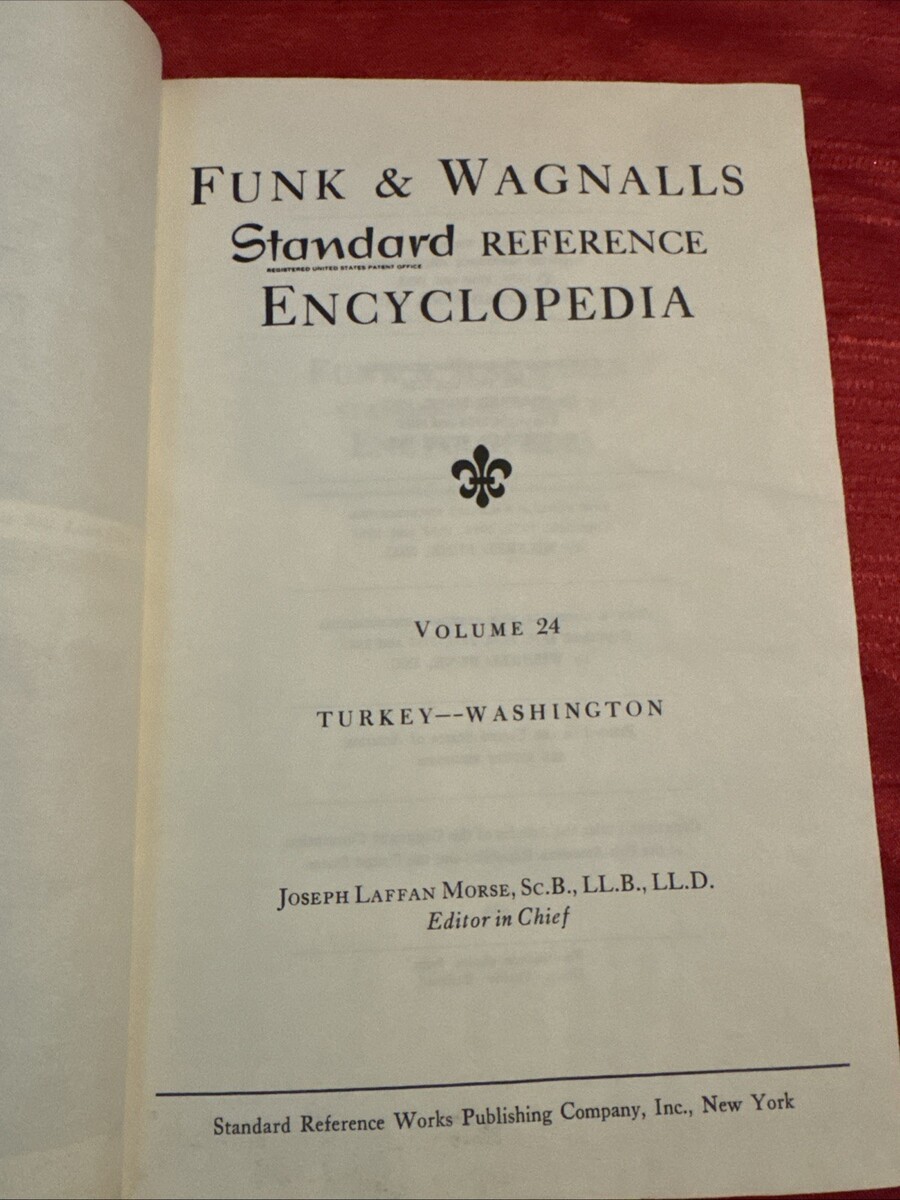 FUNK & WAGNALLS
Standard REFERENCE
REGISTERED UNITED STATES PATENT OFFICE
ENCYCLOPEDIA
VOLUME 24
TURKEY--WASHINGTON
JOSEPH LAFFAN MORSE, SC.B., LL.B., LL.D.
Editor in Chief
Standard Reference Works Publishing Company, Inc., New York